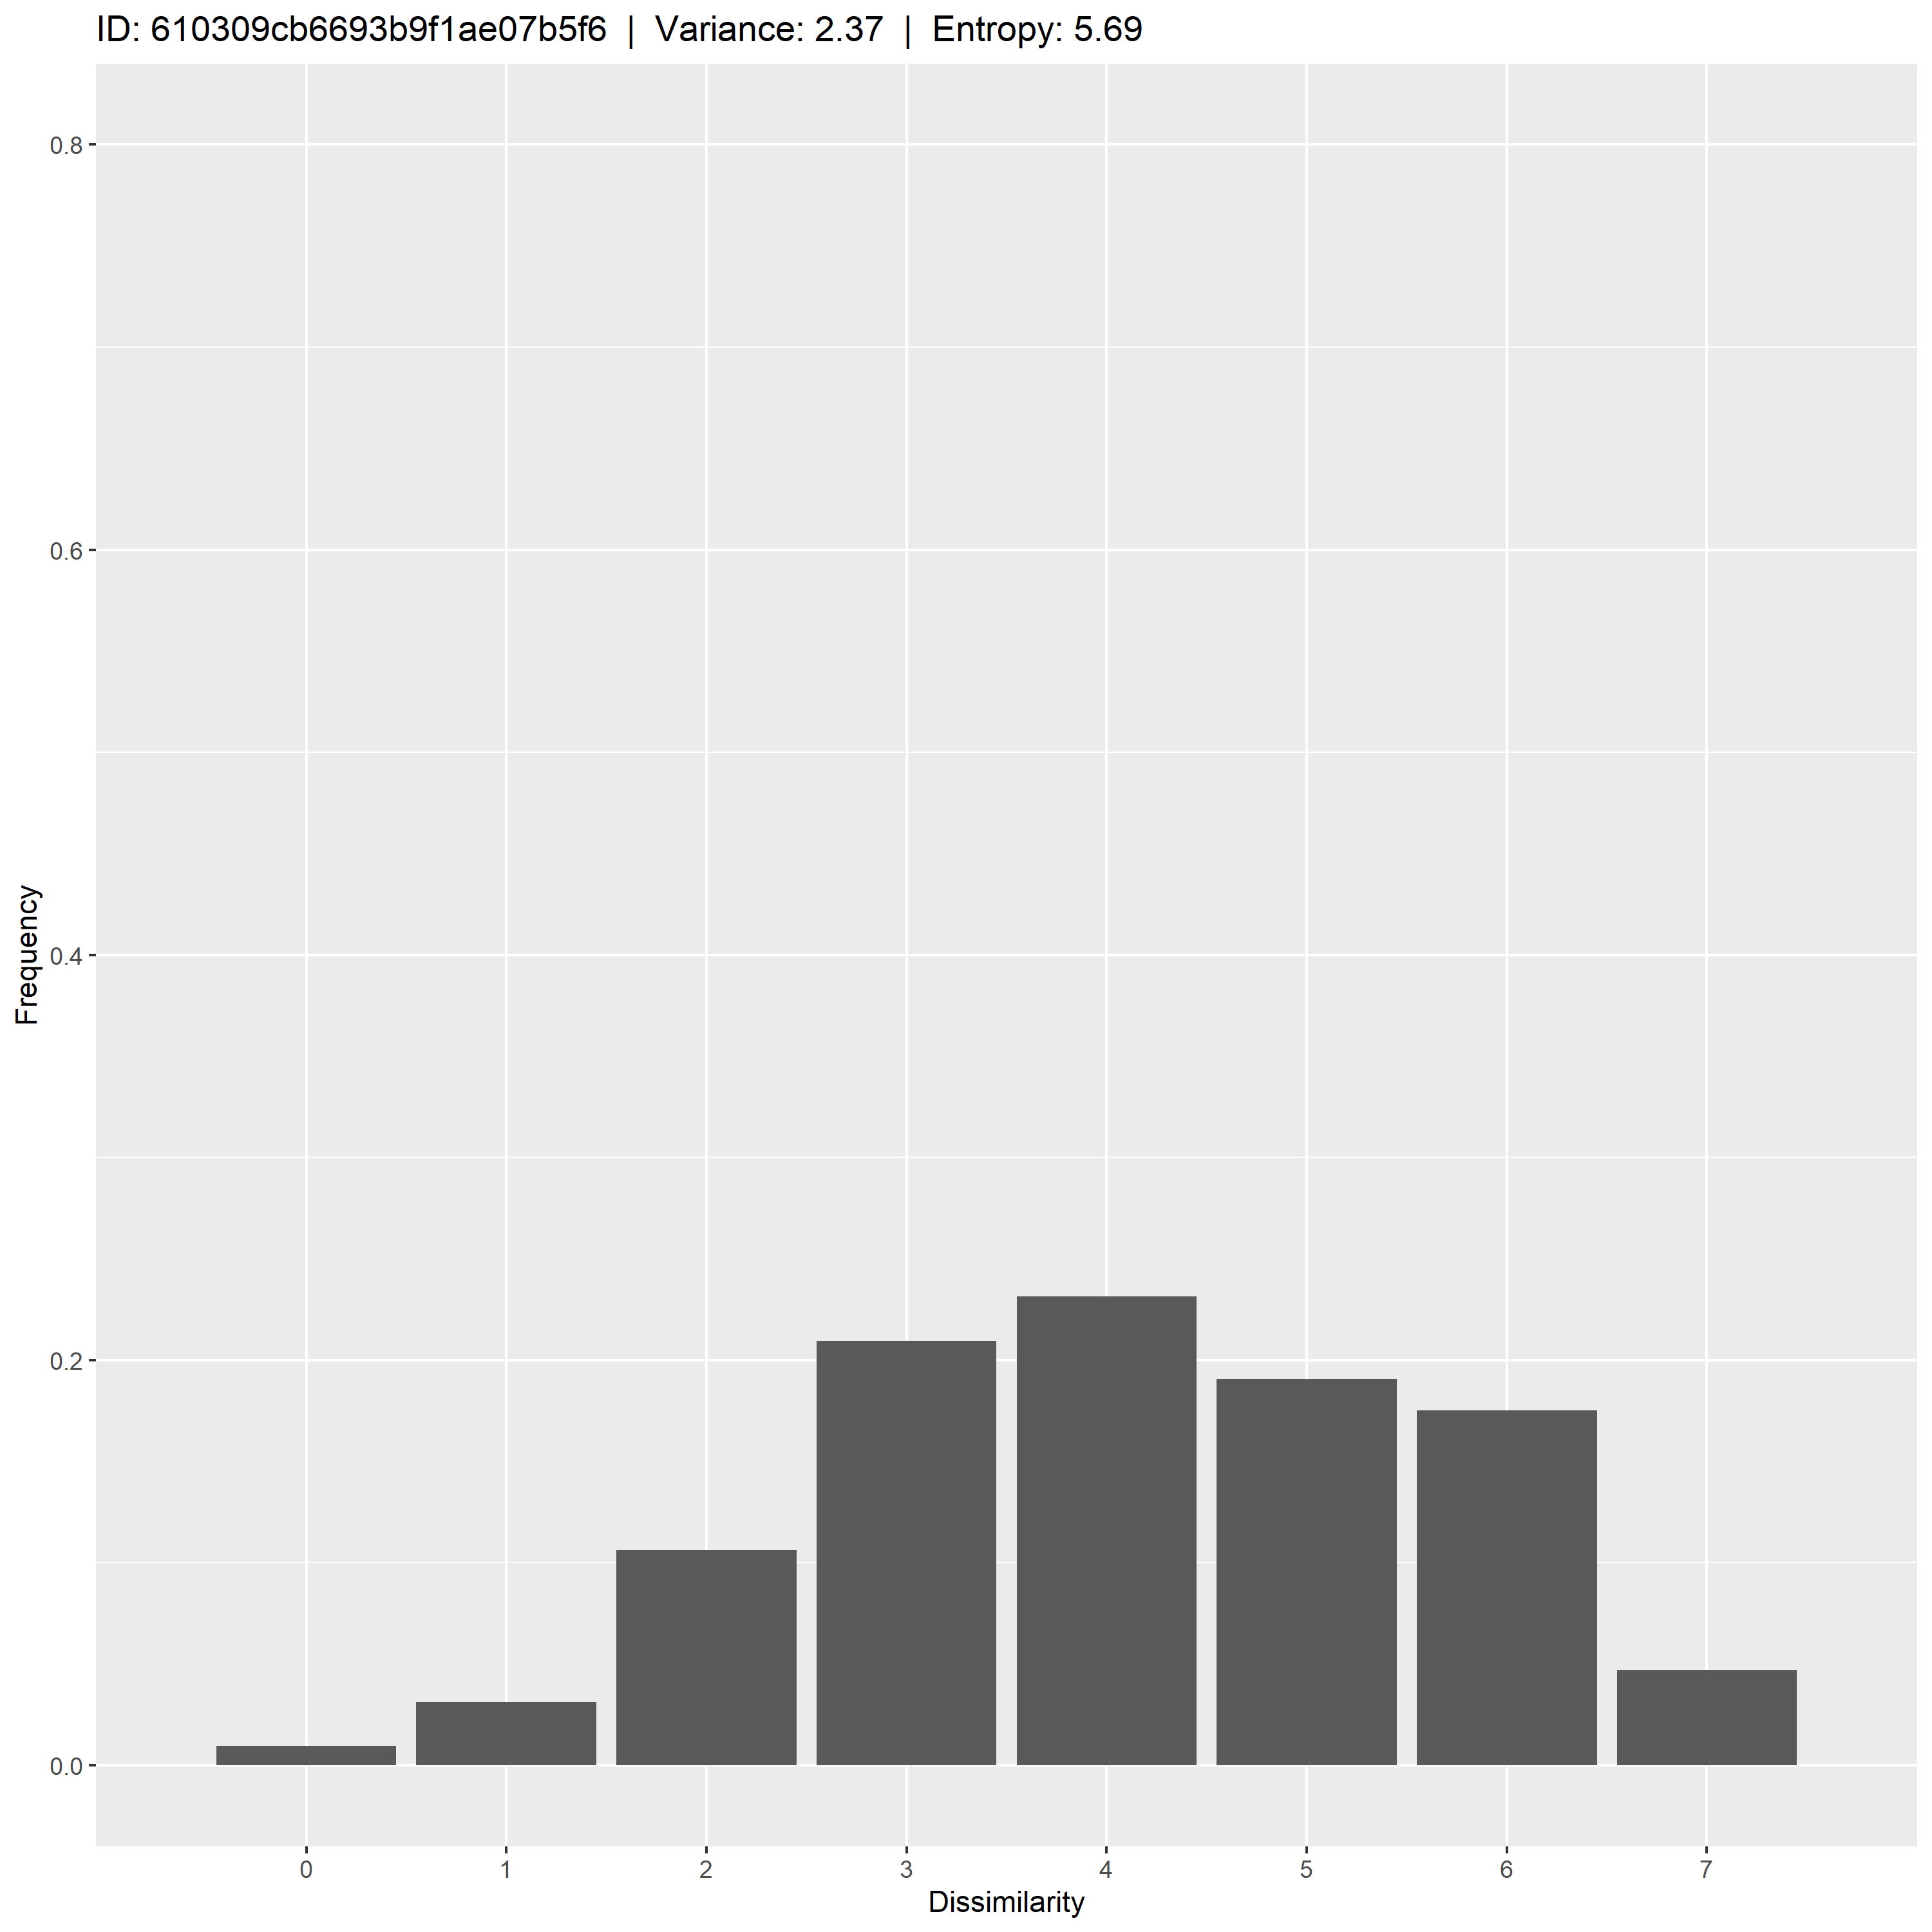 ID: 610309cb6693b9f1ae07b5f6  |  Variance: 2.37  |  Entropy: 5.69
0.8
0.6
0.4
0.2
0.0
Frequency
0 1 2 3 4 5 6 7
Dissimilarity